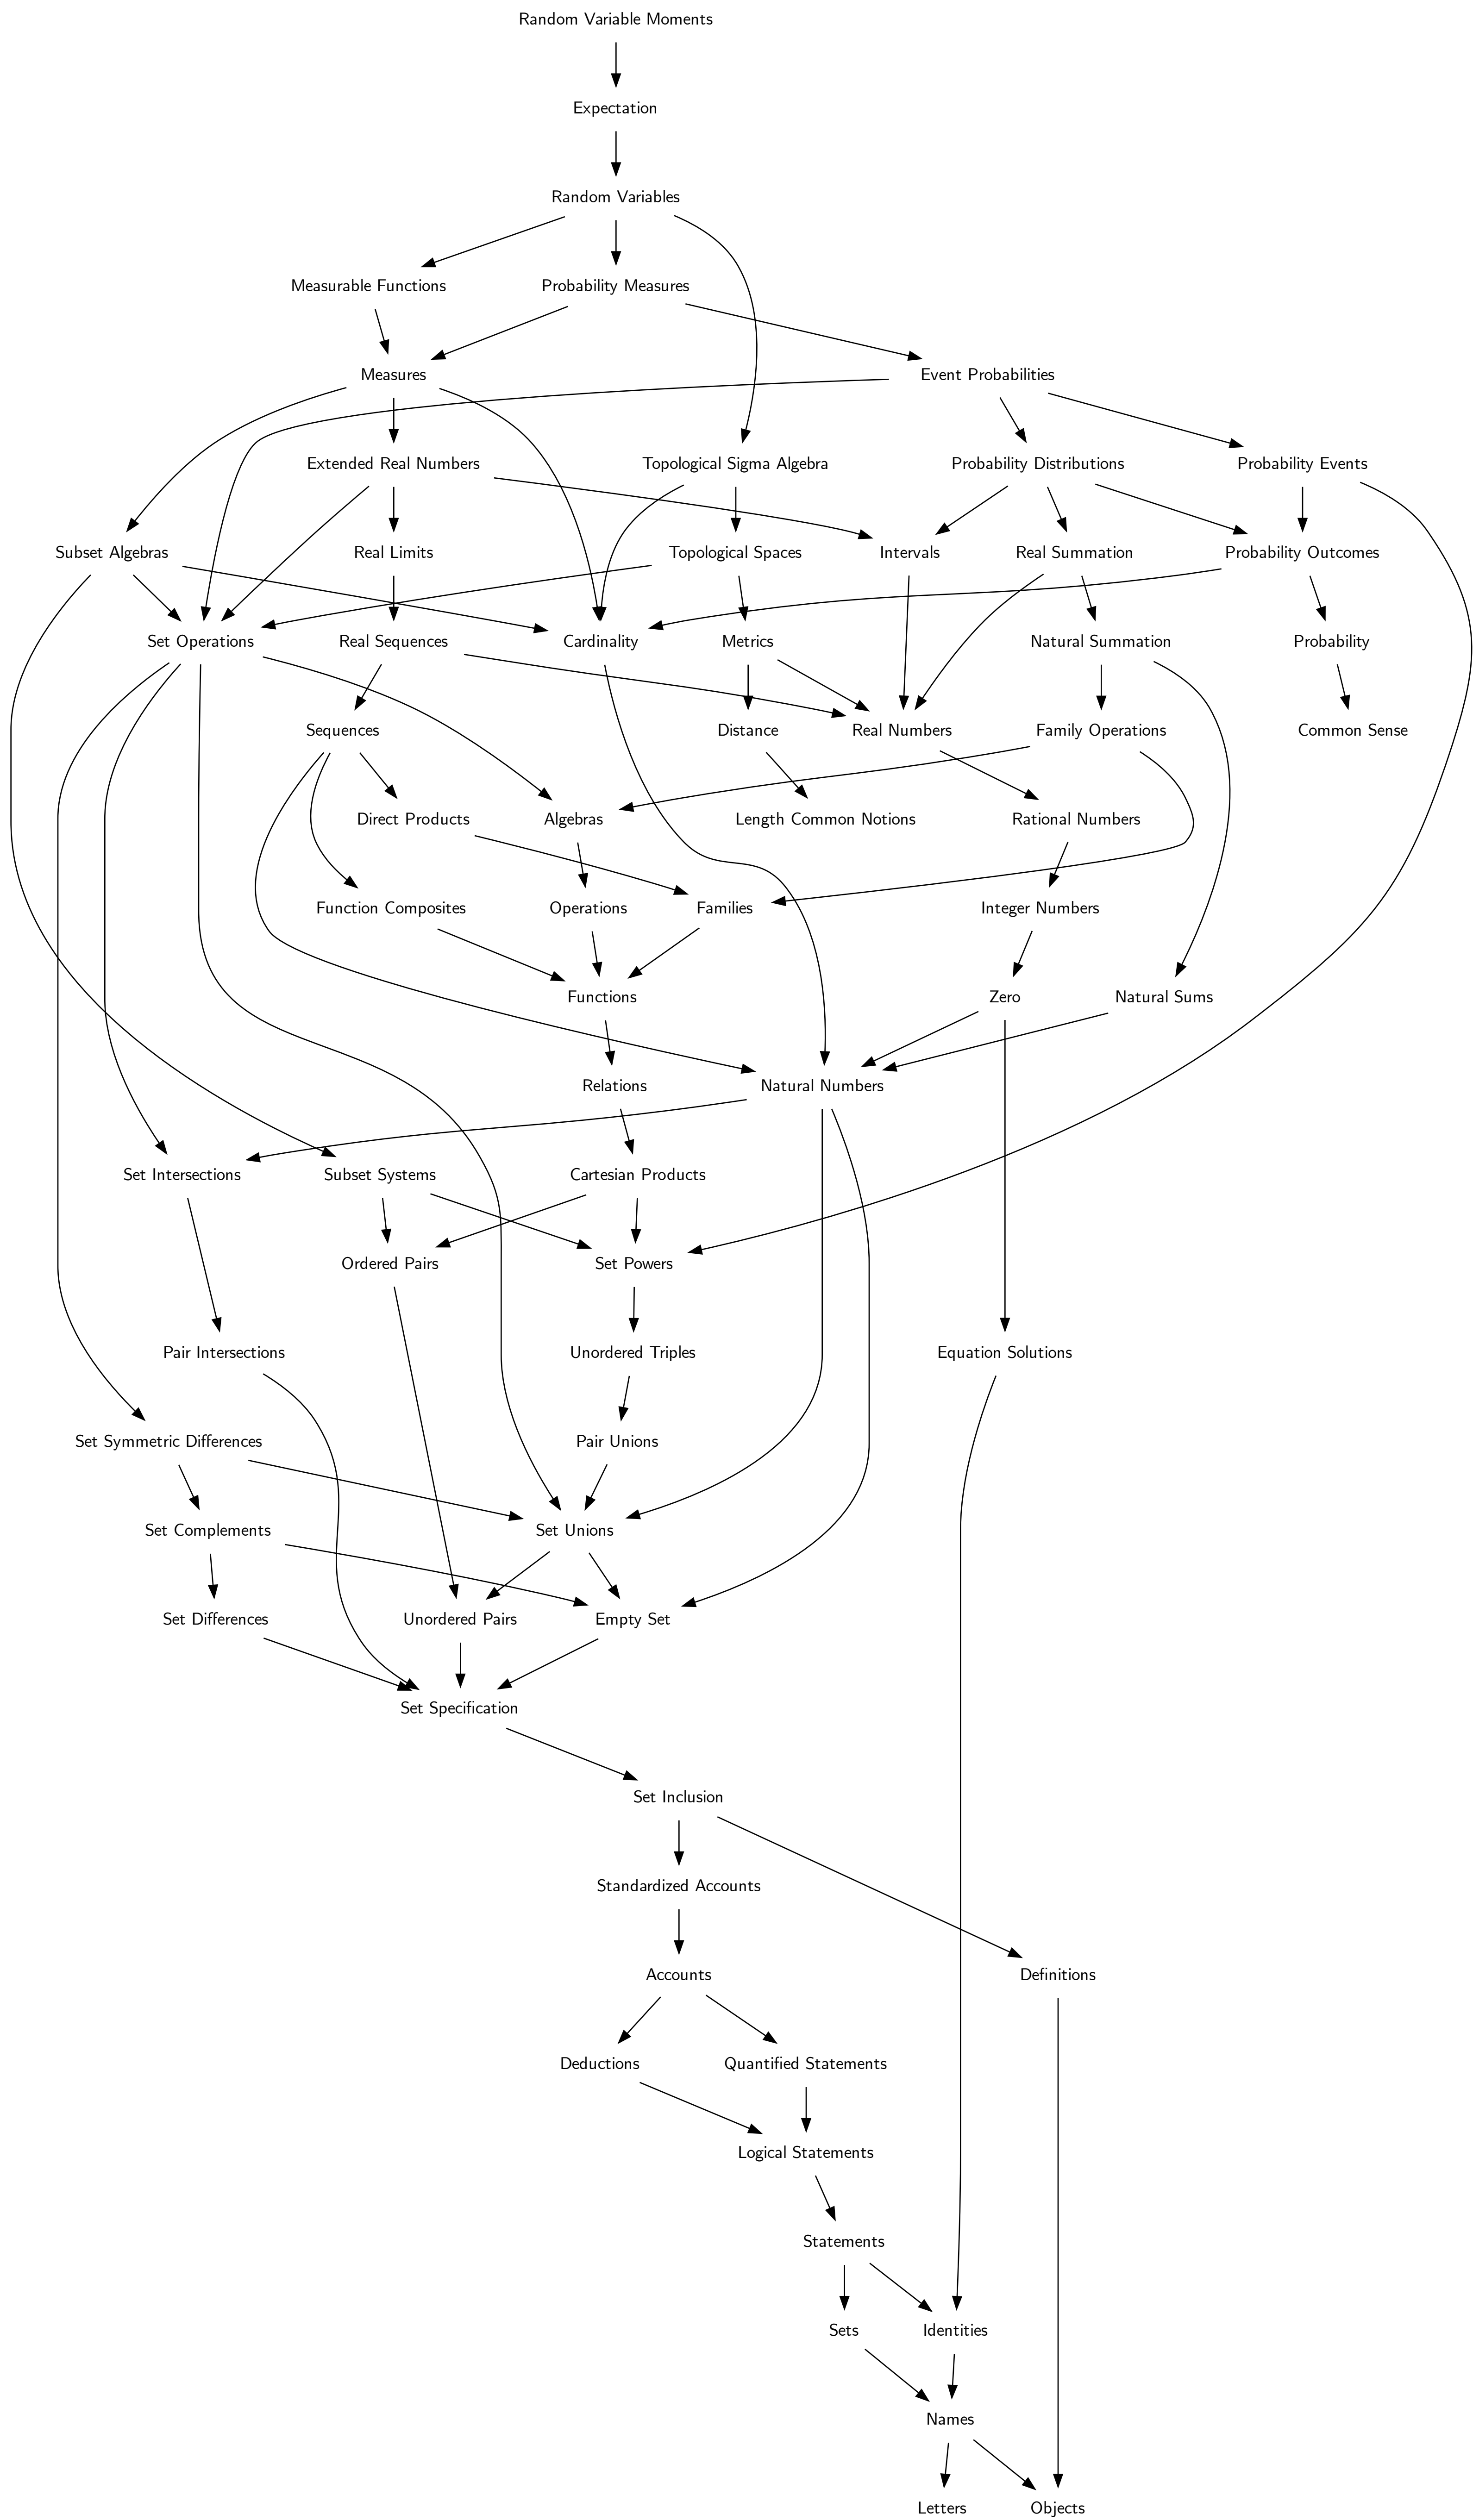 Random Variable Moments
Expectation
Random Variables
Measurable Functions
Probability Measures
Measures
Event Probabilities
Extended Real Numbers
Topological Sigma Algebra
Probability Distributions
Probability Events
Subset Algebras
Real Limits
Topological Spaces
Intervals
Real Summation
Probability Outcomes
Set Operations
Real Sequences
Cardinality
Metrics
Natural Summation
Probability
Sequences
Distance
Real Numbers
Family Operations
Common Sense
Direct Products
Algebras
Length Common Notions
Rational Numbers
Function Composites
Operations
Families
Integer Numbers
Functions
Zero
Natural Sums
Relations
Natural Numbers
Set Intersections
Subset Systems
Cartesian Products
Ordered Pairs
Set Powers
Pair Intersections
Unordered Triples
Equation Solutions
Set Symmetric Differences
Pair Unions
Set Complements
Set Unions
Set Differences
Unordered Pairs
Empty Set
Set Specification
Set Inclusion
Standardized Accounts
Accounts
Definitions
Deductions
Quantified Statements
Logical Statements
Statements
Sets
Identities
Names
Letters
Objects